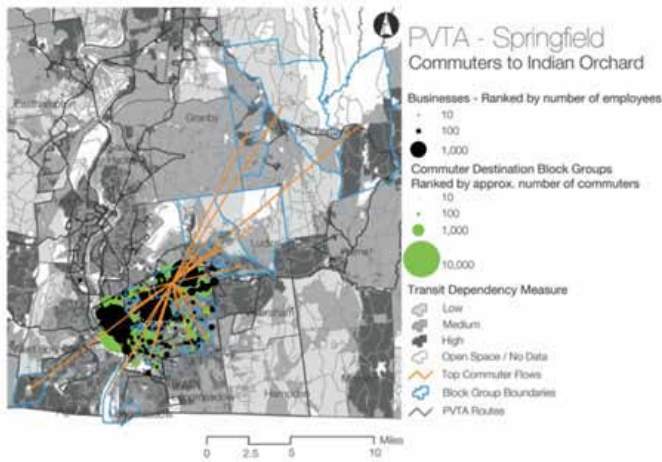 PVTA - Springfield
Commuters to Indian Orchard
Businesses - Ranked by number of employees
10
100
1,000
Commuter Destination Block Groups
Ranked by approx. number of commuters
10
100
1,000
10,000
Transit Dependency Measure
Low
Medium
High
Open Space / No Data
Top Commuter Flows
Block Group Boundaries
PVTA Routes
Easthampton
Granby
Hampden
Miles
0 2.5 5 10